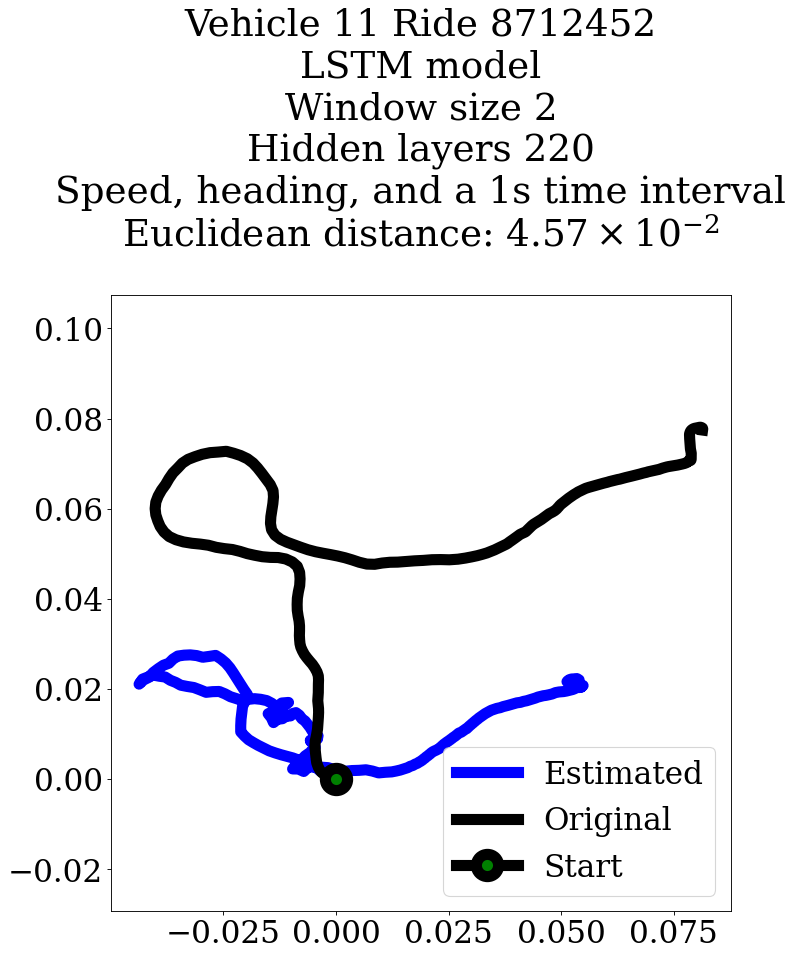 Vehicle 11 Ride 8712452
LSTM model
Window size 2
Hidden layers 220
Speed, heading, and a 1s time interval
Euclidean distance: 4.57 × 10⁻²
0.10
0.08
0.06
0.04
0.02
0.00
−0.02
Estimated
Original
Start
−0.025 0.000 0.025 0.050 0.075